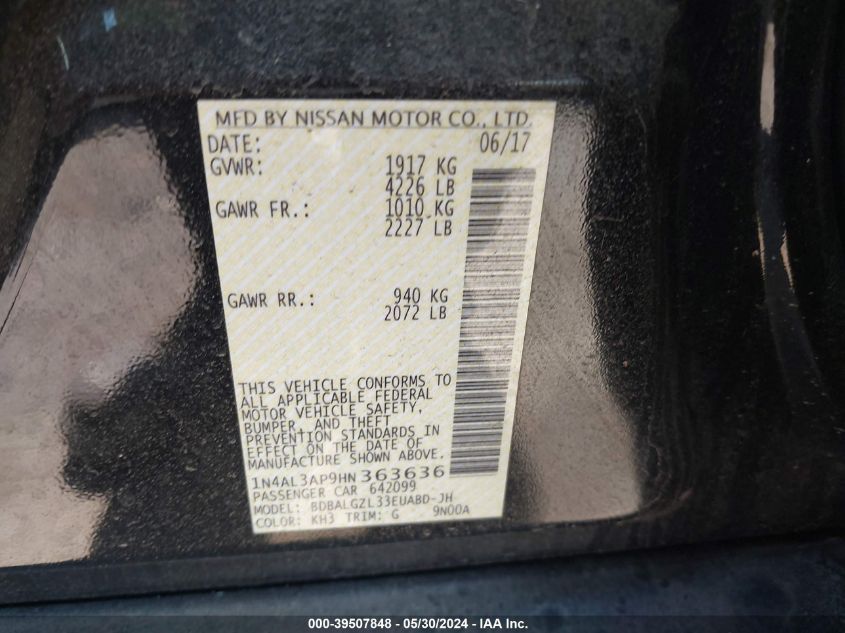 MFD BY NISSAN MOTOR CO., LTD.
DATE: 06/17
GVWR: 1917 KG
4226 LB
GAWR FR.: 1010 KG
2227 LB
GAWR RR.: 940 KG
2072 LB
THIS VEHICLE CONFORMS TO
ALL APPLICABLE FEDERAL
MOTOR VEHICLE SAFETY,
BUMPER, AND THEFT
PREVENTION STANDARDS IN
EFFECT ON THE DATE OF
MANUFACTURE SHOWN ABOVE.
1N4AL3AP9HN363636
PASSENGER CAR 642099
MODEL: BDBALGZL33EUABD-JH
COLOR: KH3 TRIM: G 9N00A
000-39507848 - 05/30/2024 - IAA Inc.